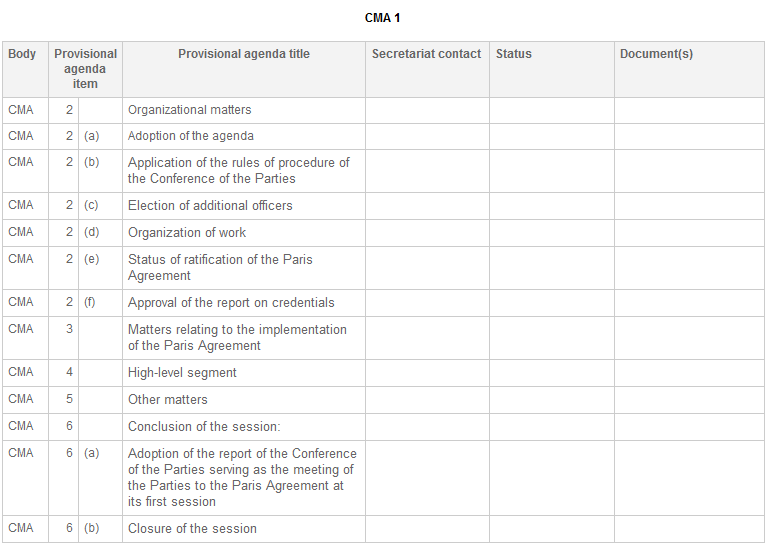 CMA 1
Body Provisional agenda item Provisional agenda title Secretariat contact Status Document(s)
CMA 2 Organizational matters
CMA 2 (a) Adoption of the agenda
CMA 2 (b) Application of the rules of procedure of
the Conference of the Parties
CMA 2 (c) Election of additional officers
CMA 2 (d) Organization of work
CMA 2 (e) Status of ratification of the Paris
Agreement
CMA 2 (f) Approval of the report on credentials
CMA 3 Matters relating to the implementation
of the Paris Agreement
CMA 4 High-level segment
CMA 5 Other matters
CMA 6 Conclusion of the session:
CMA 6 (a) Adoption of the report of the Conference
of the Parties serving as the meeting of
the Parties to the Paris Agreement at
its first session
CMA 6 (b) Closure of the session